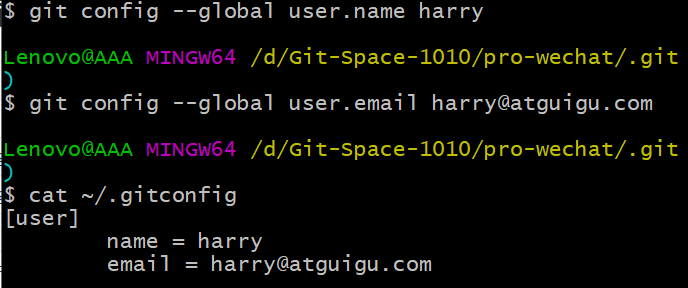 $ git config --global user.name harry
Lenovo@AAA MINGW64 /d/Git-Space-1010/pro-wechat/.git
)
$ git config --global user.email harry@atguigu.com
Lenovo@AAA MINGW64 /d/Git-Space-1010/pro-wechat/.git
)
$ cat ~/.gitconfig
[user]
        name = harry
        email = harry@atguigu.com